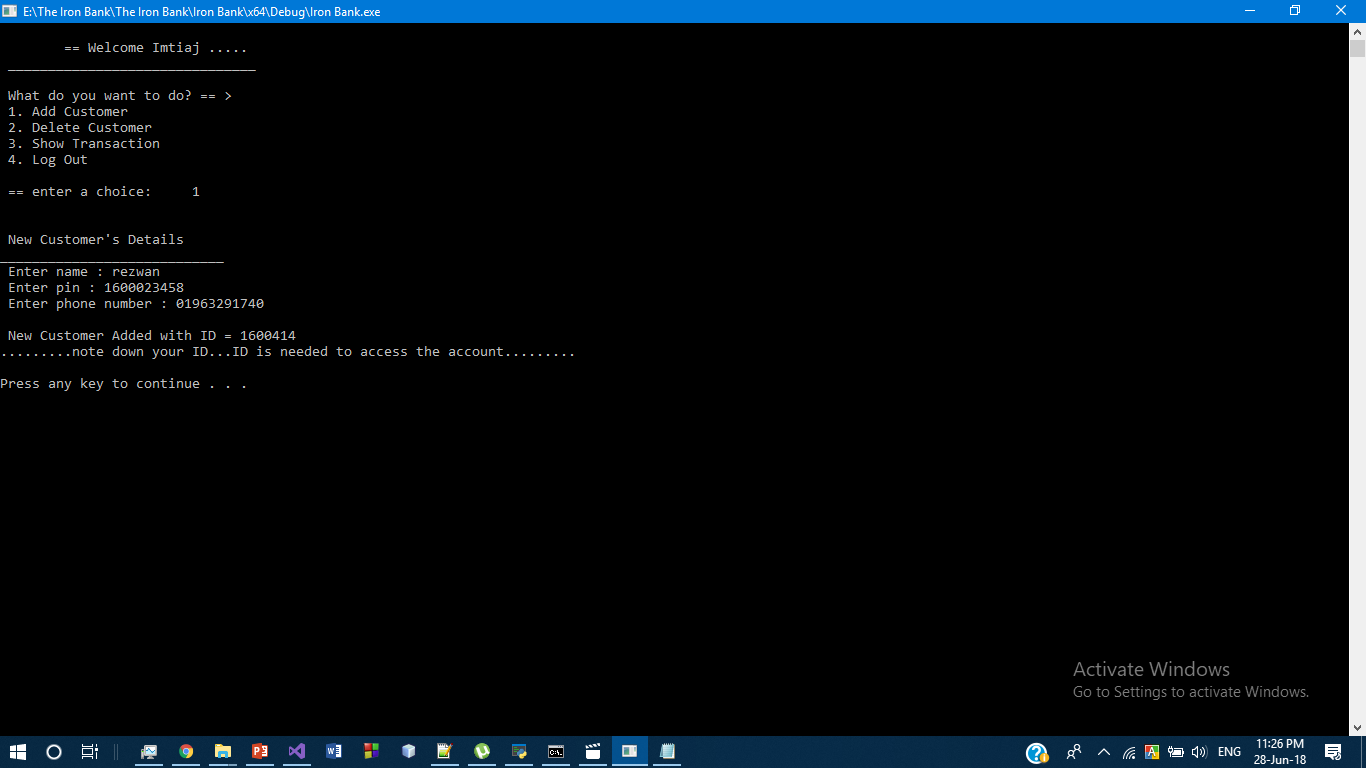 E:\The Iron Bank\The Iron Bank\Iron Bank\x64\Debug\Iron Bank.exe
== Welcome Imtiaj .....
_______________________________
What do you want to do? == >
1. Add Customer
2. Delete Customer
3. Show Transaction
4. Log Out
== enter a choice: 1
New Customer's Details
____________________________
Enter name : rezwan
Enter pin : 1600023458
Enter phone number : 01963291740
New Customer Added with ID = 1600414
.........note down your ID...ID is needed to access the account.........
Press any key to continue . . .
Activate Windows
Go to Settings to activate Windows.
ENG
11:26 PM
28-Jun-18